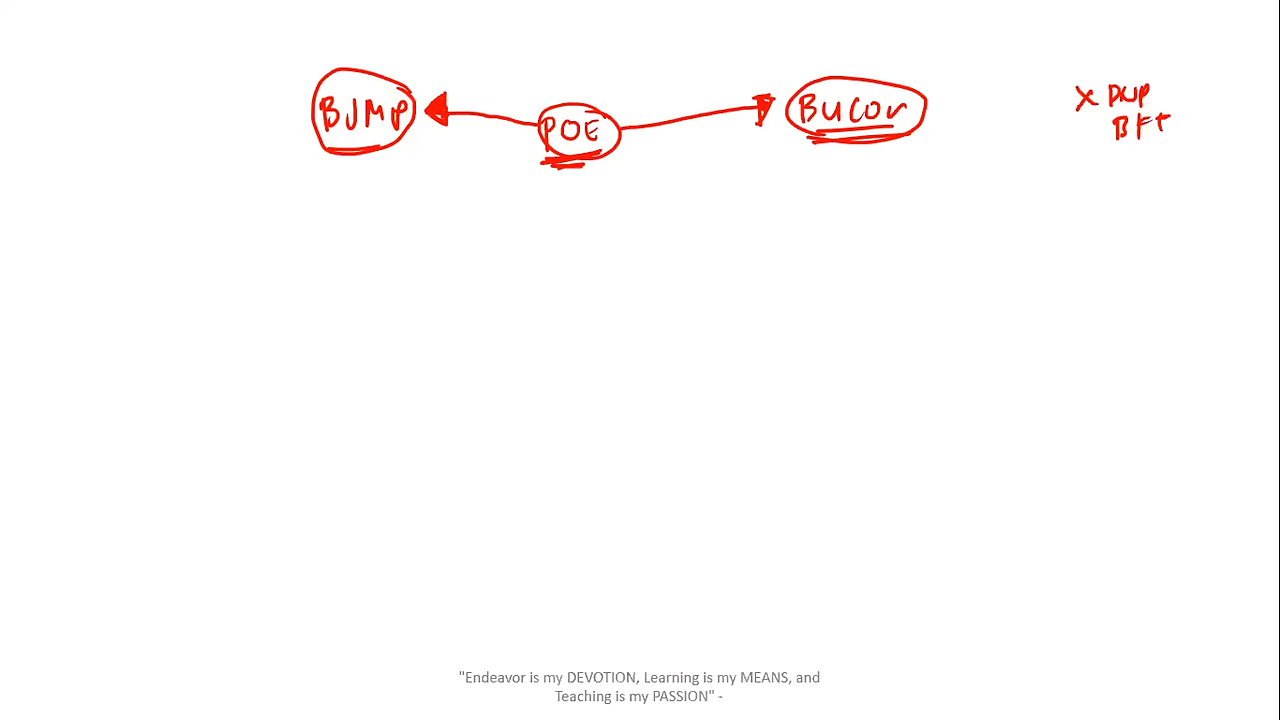 BJMP
POE
BUCOR
X PNP
BFP
"Endeavor is my DEVOTION, Learning is my MEANS, and
Teaching is my PASSION" -